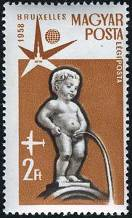 BRUXELLES
1958
MAGYAR
POSTA
LÉGIPOSTA
2Ft